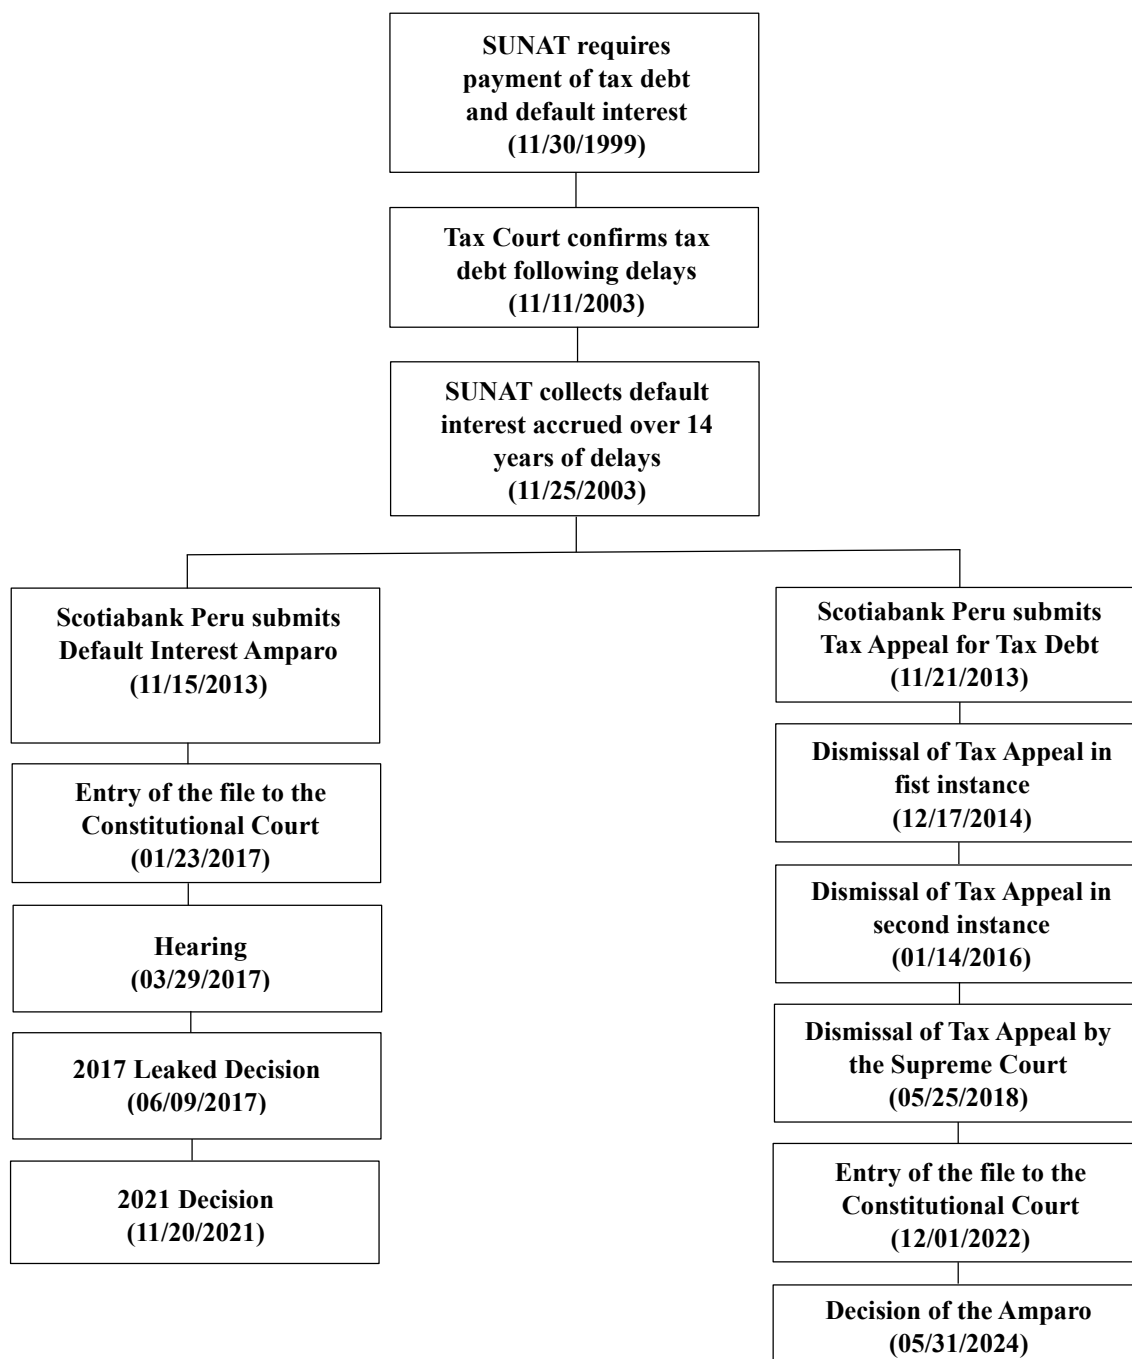 SUNAT requires
payment of tax debt
and default interest
(11/30/1999)
Tax Court confirms tax
debt following delays
(11/11/2003)
SUNAT collects default
interest accrued over 14
years of delays
(11/25/2003)
Scotiabank Peru submits
Default Interest Amparo
(11/15/2013)
Entry of the file to the
Constitutional Court
(01/23/2017)
Hearing
(03/29/2017)
2017 Leaked Decision
(06/09/2017)
2021 Decision
(11/20/2021)
Scotiabank Peru submits
Tax Appeal for Tax Debt
(11/21/2013)
Dismissal of Tax Appeal in
fist instance
(12/17/2014)
Dismissal of Tax Appeal in
second instance
(01/14/2016)
Dismissal of Tax Appeal by
the Supreme Court
(05/25/2018)
Entry of the file to the
Constitutional Court
(12/01/2022)
Decision of the Amparo
(05/31/2024)